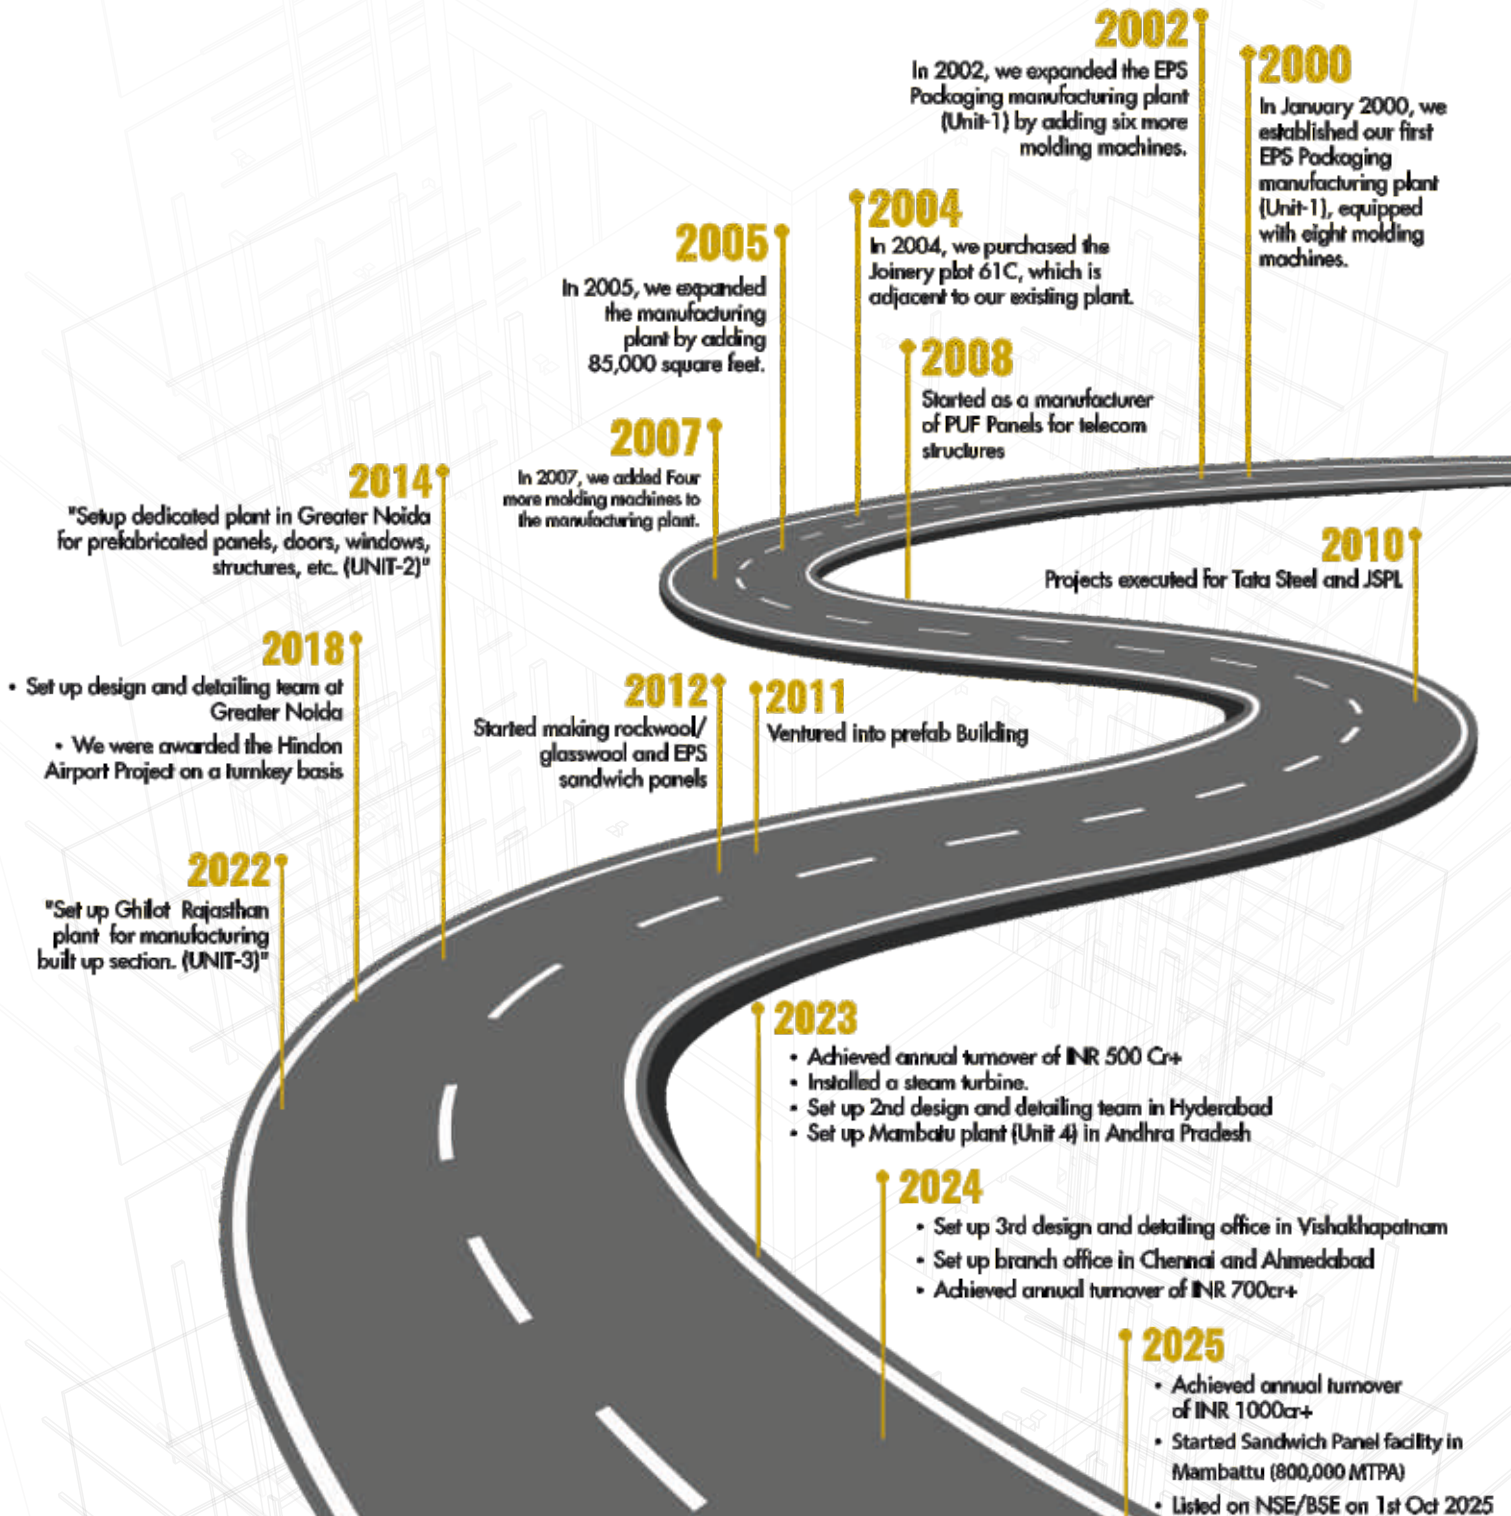 2002
In 2002, we expanded the EPS
Packaging manufacturing plant
(Unit-1) by adding six more
molding machines.
2000
In January 2000, we
established our first
EPS Packaging
manufacturing plant
(Unit-1), equipped
with eight molding
machines.
2004
In 2004, we purchased the
Joinery plot 61C, which is
adjacent to our existing plant.
2005
In 2005, we expanded
the manufacturing
plant by adding
85,000 square feet.
2008
Started as a manufacturer
of PUF Panels for telecom
structures
2007
In 2007, we added Four
more molding machines to
the manufacturing plant.
2014
"Setup dedicated plant in Greater Noida
for prefabricated panels, doors, windows,
structures, etc. (UNIT-2)"
2010
Projects executed for Tata Steel and JSPL
2018
• Set up design and detailing team at
Greater Noida
• We were awarded the Hindon
Airport Project on a turnkey basis
2012
Started making rockwool/
glasswool and EPS
sandwich panels
2011
Ventured into prefab Building
2022
"Set up Ghilot Rajasthan
plant for manufacturing
built up section. (UNIT-3)"
2023
• Achieved annual turnover of INR 500 Cr+
• Installed a steam turbine.
• Set up 2nd design and detailing team in Hyderabad
• Set up Mambatu plant (Unit 4) in Andhra Pradesh
2024
• Set up 3rd design and detailing office in Vishakhapatnam
• Set up branch office in Chennai and Ahmedabad
• Achieved annual turnover of INR 700cr+
2025
• Achieved annual turnover
of INR 1000cr+
• Started Sandwich Panel facility in
Mambattu (800,000 MTPA)
• Listed on NSE/BSE on 1st Oct 2025